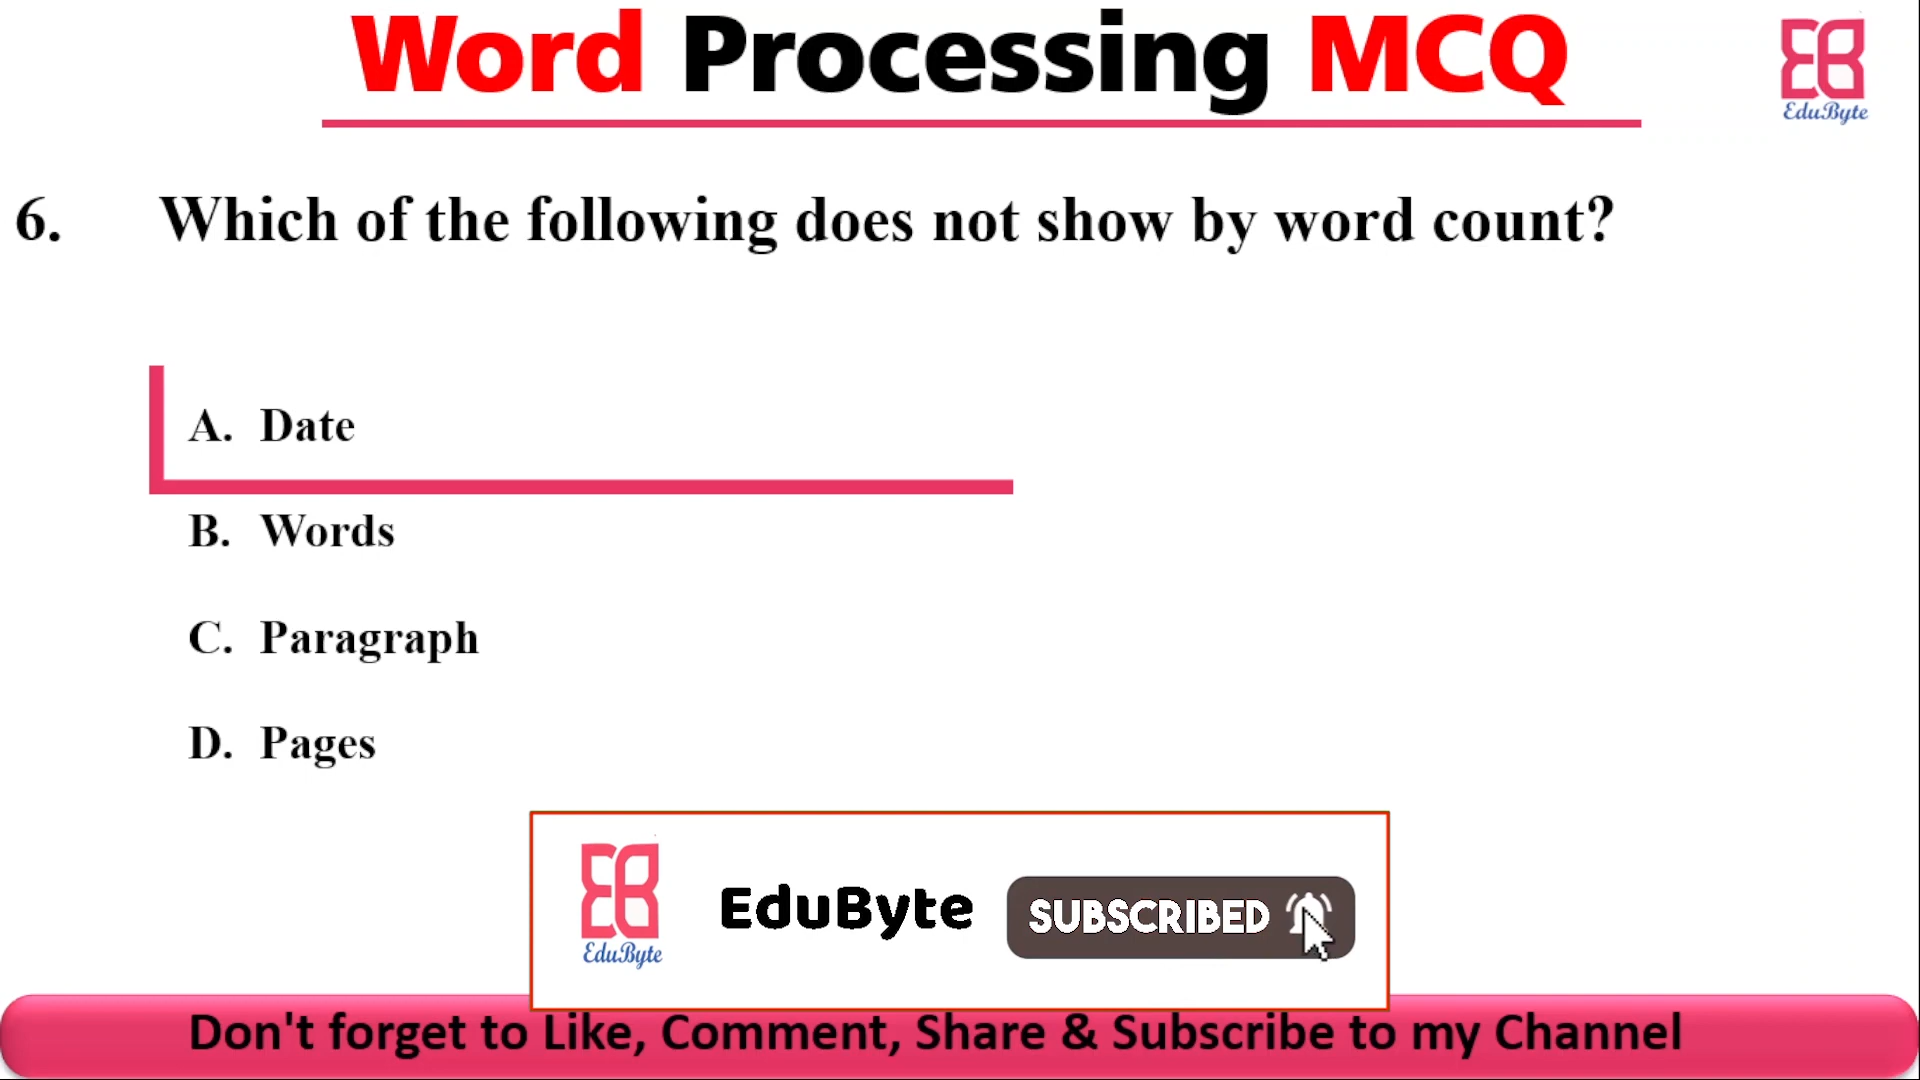 Word Processing MCQ
EduByte
6. Which of the following does not show by word count?
A. Date
B. Words
C. Paragraph
D. Pages
EduByte
EduByte
SUBSCRIBED
Don't forget to Like, Comment, Share & Subscribe to my Channel